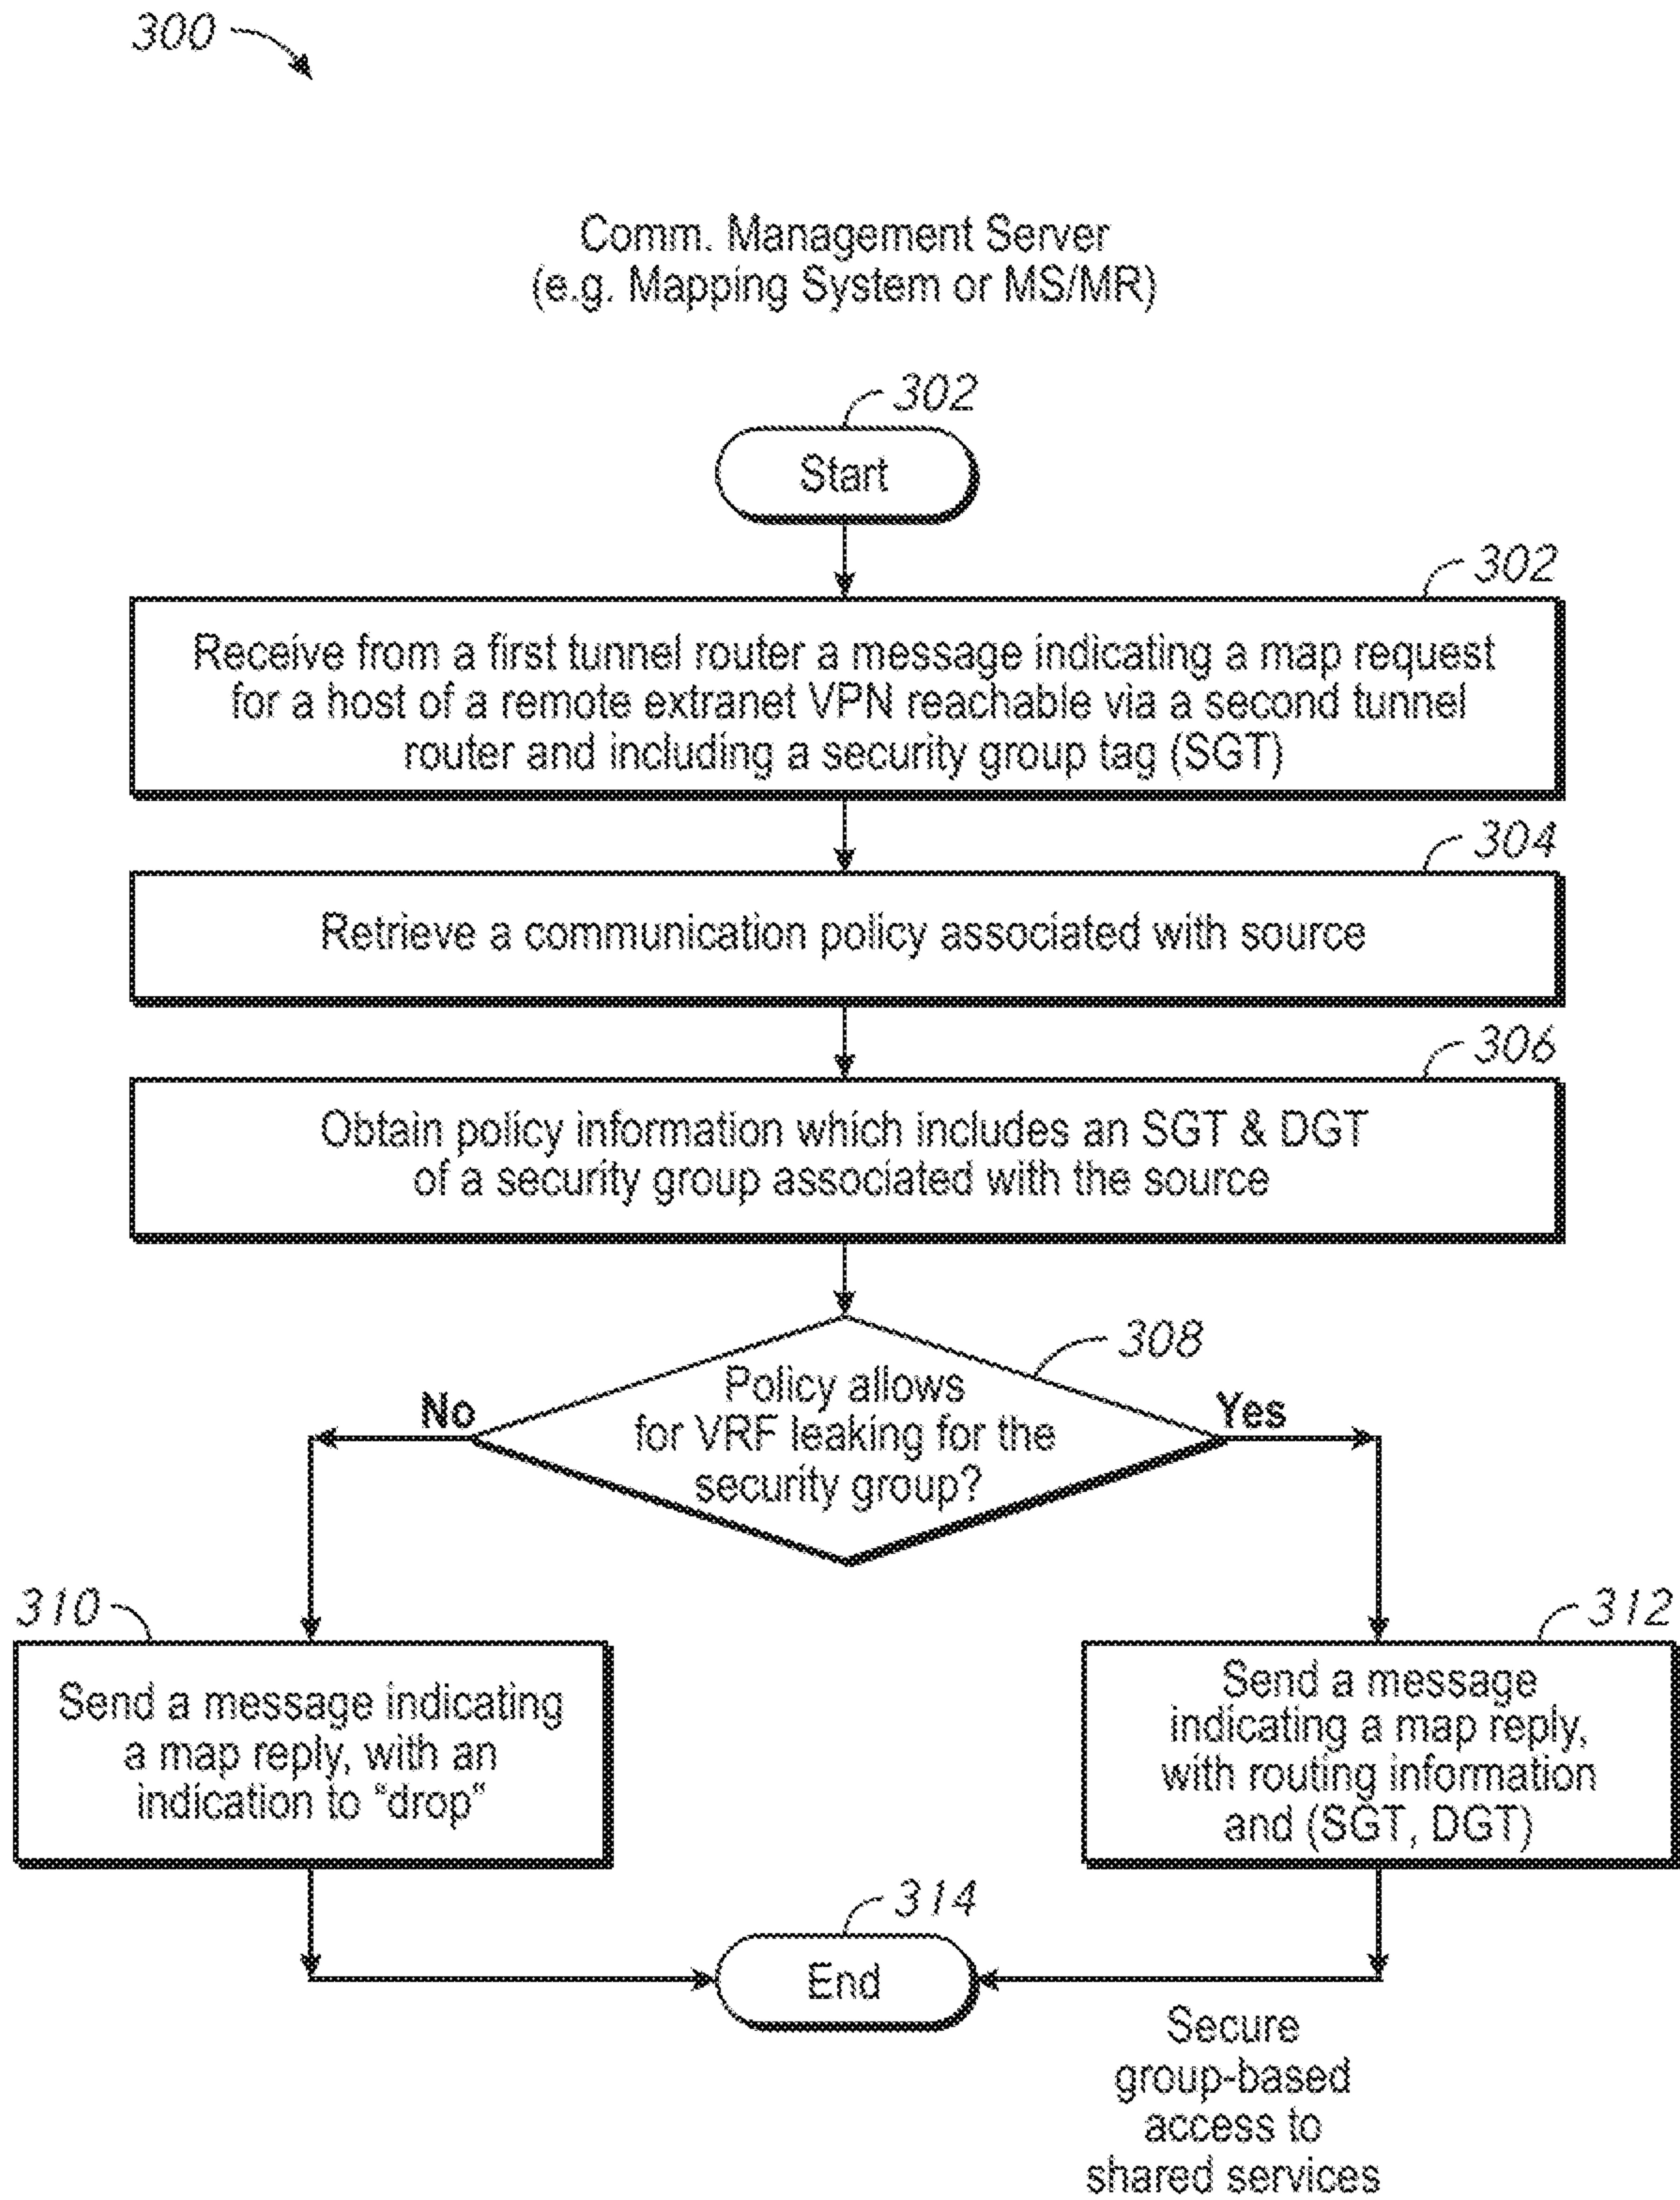 300
Comm. Management Server
(e.g. Mapping System or MS/MR)
302
Start
302
Receive from a first tunnel router a message indicating a map request
for a host of a remote extranet VPN reachable via a second tunnel
router and including a security group tag (SGT)
304
Retrieve a communication policy associated with source
306
Obtain policy information which includes an SGT & DGT
of a security group associated with the source
308
Policy allows
for VRF leaking for the
security group?
No
Yes
310
Send a message indicating
a map reply, with an
indication to "drop"
312
Send a message
indicating a map reply,
with routing information
and (SGT, DGT)
314
End
Secure
group-based
access to
shared services